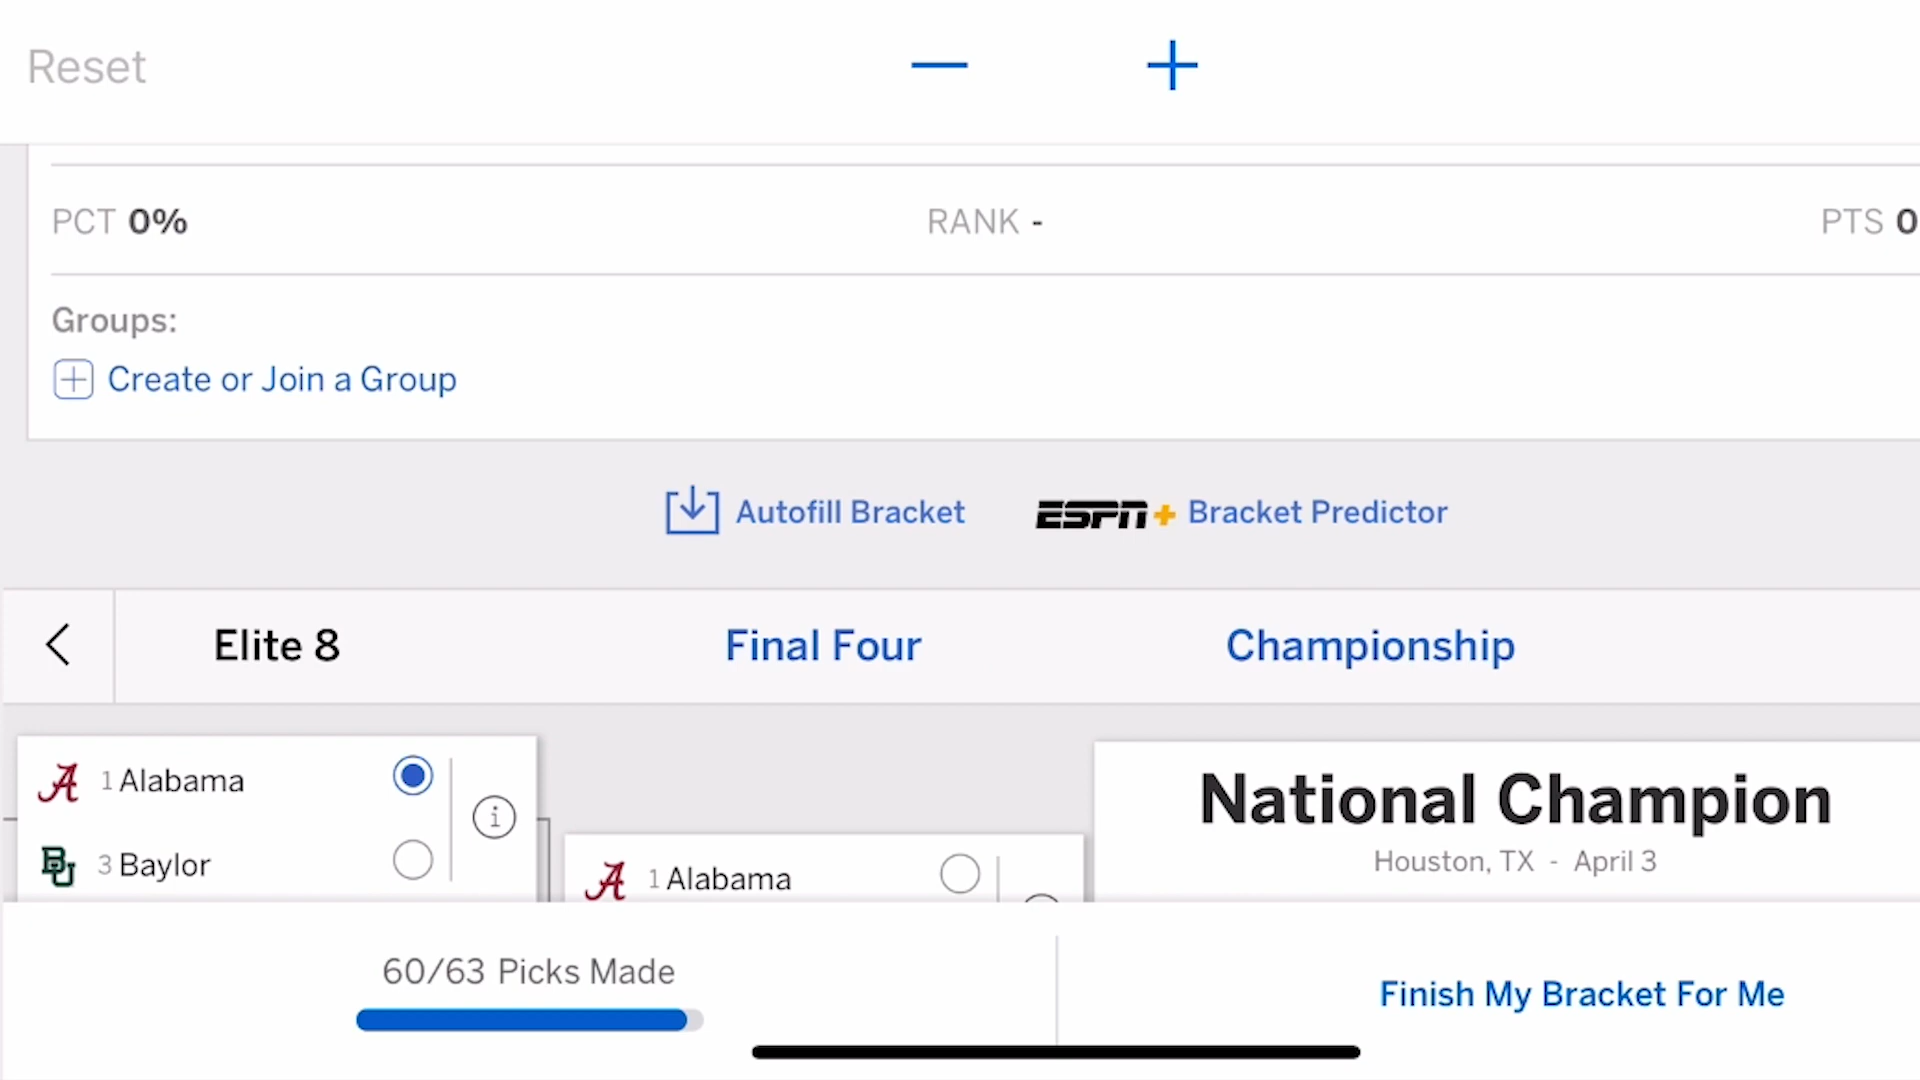 Reset
PCT 0%
RANK -
PTS 0
Groups:
Create or Join a Group
Autofill Bracket
ESPN+ Bracket Predictor
Elite 8
Final Four
Championship
1 Alabama
3 Baylor
1 Alabama
National Champion
Houston, TX - April 3
60/63 Picks Made
Finish My Bracket For Me